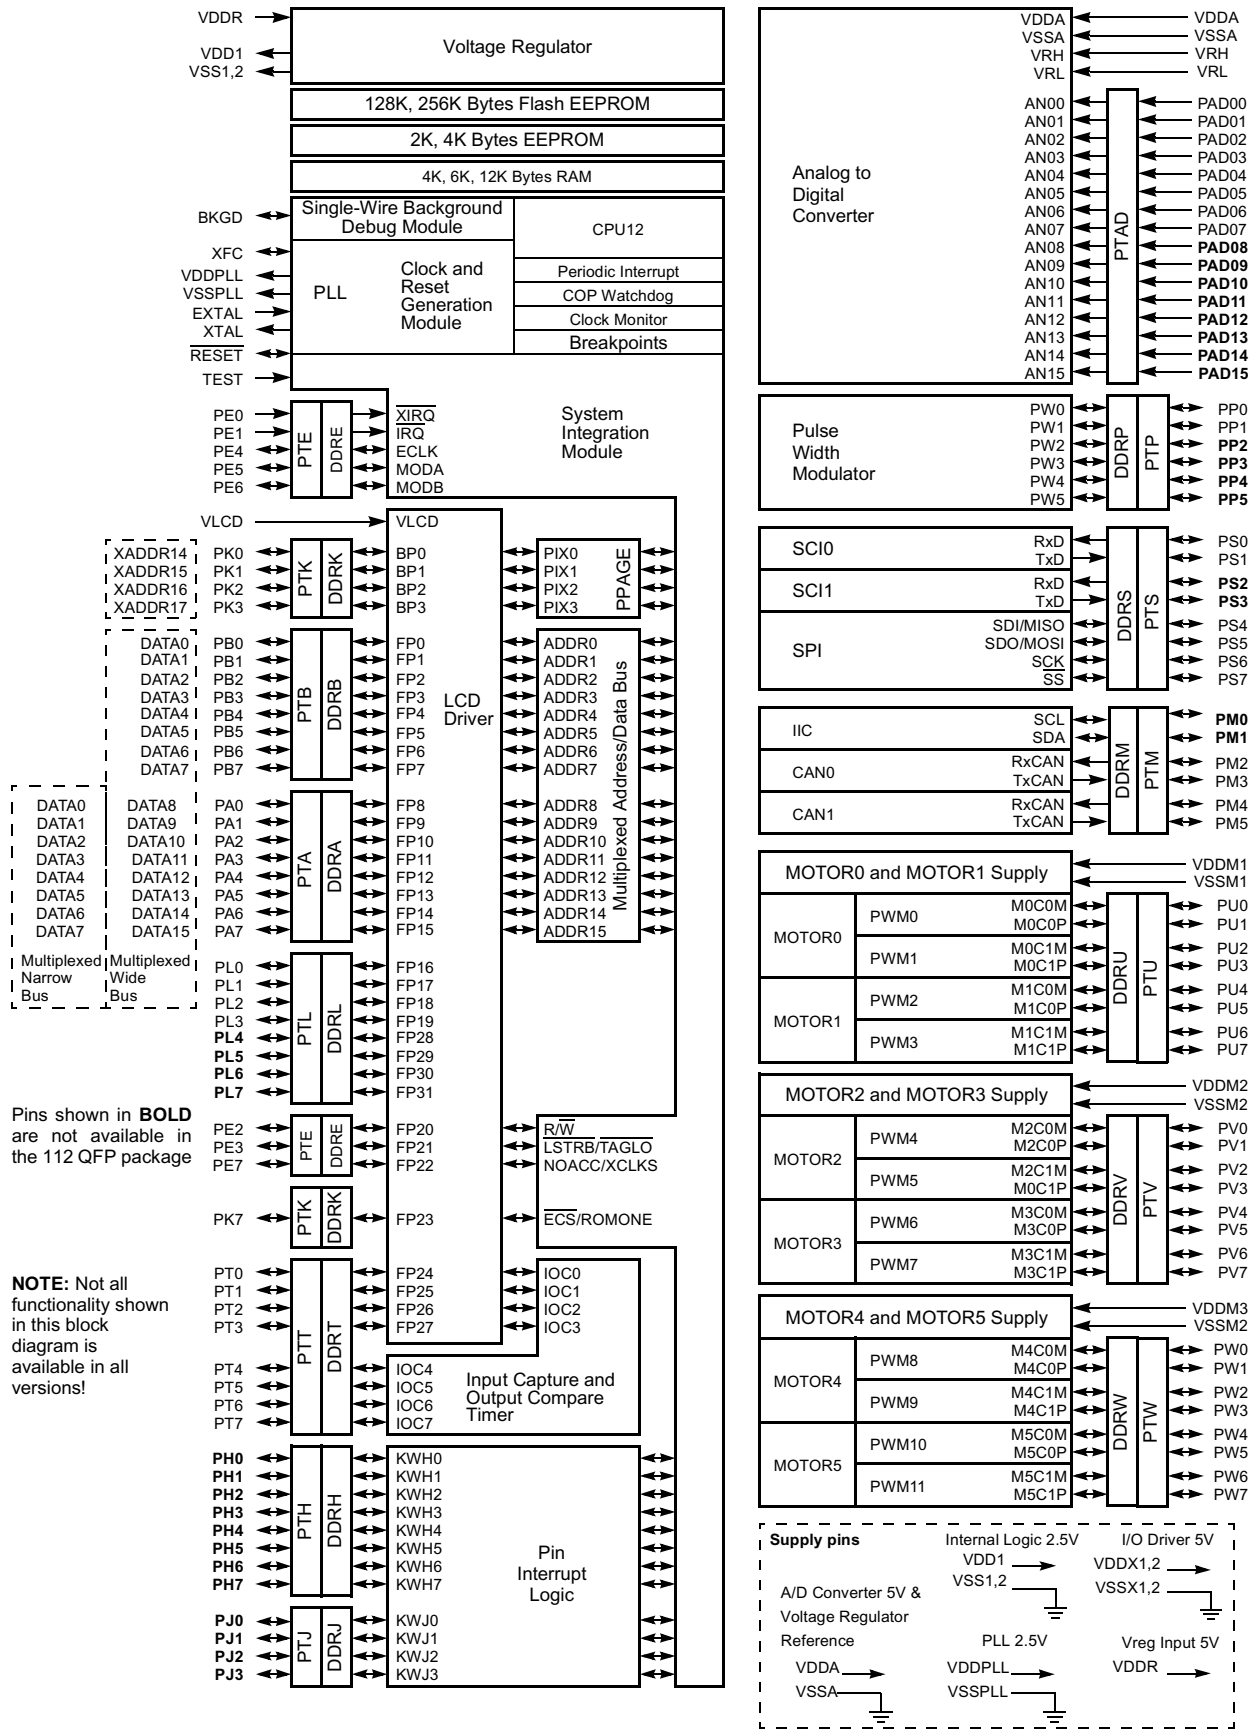 VDDR
VDD1
VSS1,2
Voltage Regulator
128K, 256K Bytes Flash EEPROM
2K, 4K Bytes EEPROM
4K, 6K, 12K Bytes RAM
BKGD
Single-Wire Background
Debug Module
CPU12
XFC
VDDPLL
VSSPLL
EXTAL
XTAL
RESET
TEST
PLL
Clock and
Reset
Generation
Module
Periodic Interrupt
COP Watchdog
Clock Monitor
Breakpoints
System
Integration
Module
PE0 XIRQ
PE1 IRQ
PE4 ECLK
PE5 MODA
PE6 MODB
PTE
DDRE
VLCD VLCD
XADDR14 PK0 BP0 PIX0
XADDR15 PK1 BP1 PIX1
XADDR16 PK2 BP2 PIX2
XADDR17 PK3 BP3 PIX3
PTK
DDRK
PPAGE
DATA0 PB0 FP0 ADDR0
DATA1 PB1 FP1 ADDR1
DATA2 PB2 FP2 ADDR2
DATA3 PB3 FP3 ADDR3
DATA4 PB4 FP4 ADDR4
DATA5 PB5 FP5 ADDR5
DATA6 PB6 FP6 ADDR6
DATA7 PB7 FP7 ADDR7
PTB
DDRB
LCD
Driver
Multiplexed Address/Data Bus
DATA0 DATA8 PA0 FP8 ADDR8
DATA1 DATA9 PA1 FP9 ADDR9
DATA2 DATA10 PA2 FP10 ADDR10
DATA3 DATA11 PA3 FP11 ADDR11
DATA4 DATA12 PA4 FP12 ADDR12
DATA5 DATA13 PA5 FP13 ADDR13
DATA6 DATA14 PA6 FP14 ADDR14
DATA7 DATA15 PA7 FP15 ADDR15
PTA
DDRA
Multiplexed
Narrow
Bus
Multiplexed
Wide
Bus
PL0 FP16
PL1 FP17
PL2 FP18
PL3 FP19
PL4 FP28
PL5 FP29
PL6 FP30
PL7 FP31
PTL
DDRL
Pins shown in BOLD
are not available in
the 112 QFP package
PE2 FP20 R/W
PE3 FP21 LSTRB/TAGLO
PE7 FP22 NOACC/XCLKS
PTE
DDRE
PK7 FP23 ECS/ROMONE
PTK
DDRK
NOTE: Not all
functionality shown
in this block
diagram is
available in all
versions!
PT0 FP24 IOC0
PT1 FP25 IOC1
PT2 FP26 IOC2
PT3 FP27 IOC3
PT4 IOC4
PT5 IOC5
PT6 IOC6
PT7 IOC7
PTT
DDRT
Input Capture and
Output Compare
Timer
PH0 KWH0
PH1 KWH1
PH2 KWH2
PH3 KWH3
PH4 KWH4
PH5 KWH5
PH6 KWH6
PH7 KWH7
PTH
DDRH
Pin
Interrupt
Logic
PJ0 KWJ0
PJ1 KWJ1
PJ2 KWJ2
PJ3 KWJ3
PTJ
DDRJ
VDDA VDDA
VSSA VSSA
VRH VRH
VRL VRL
Analog to
Digital
Converter
AN00 PAD00
AN01 PAD01
AN02 PAD02
AN03 PAD03
AN04 PAD04
AN05 PAD05
AN06 PAD06
AN07 PAD07
AN08 PAD08
AN09 PAD09
AN10 PAD10
AN11 PAD11
AN12 PAD12
AN13 PAD13
AN14 PAD14
AN15 PAD15
PTAD
Pulse
Width
Modulator
PW0 PP0
PW1 PP1
PW2 PP2
PW3 PP3
PW4 PP4
PW5 PP5
DDRP
PTP
SCI0
RxD PS0
TxD PS1
SCI1
RxD PS2
TxD PS3
SPI
SDI/MISO PS4
SDO/MOSI PS5
SCK PS6
SS PS7
DDRS
PTS
IIC
SCL PM0
SDA PM1
CAN0
RxCAN PM2
TxCAN PM3
CAN1
RxCAN PM4
TxCAN PM5
DDRM
PTM
MOTOR0 and MOTOR1 Supply
VDDM1
VSSM1
MOTOR0
PWM0
M0C0M PU0
M0C0P PU1
PWM1
M0C1M PU2
M0C1P PU3
MOTOR1
PWM2
M1C0M PU4
M1C0P PU5
PWM3
M1C1M PU6
M1C1P PU7
DDRU
PTU
MOTOR2 and MOTOR3 Supply
VDDM2
VSSM2
MOTOR2
PWM4
M2C0M PV0
M2C0P PV1
PWM5
M2C1M PV2
M0C1P PV3
MOTOR3
PWM6
M3C0M PV4
M3C0P PV5
PWM7
M3C1M PV6
M3C1P PV7
DDRV
PTV
MOTOR4 and MOTOR5 Supply
VDDM3
VSSM2
MOTOR4
PWM8
M4C0M PW0
M4C0P PW1
PWM9
M4C1M PW2
M4C1P PW3
MOTOR5
PWM10
M5C0M PW4
M5C0P PW5
PWM11
M5C1M PW6
M5C1P PW7
DDRW
PTW
Supply pins
Internal Logic 2.5V
VDD1
VSS1,2
I/O Driver 5V
VDDX1,2
VSSX1,2
A/D Converter 5V &
Voltage Regulator
Reference
VDDA
VSSA
PLL 2.5V
VDDPLL
VSSPLL
Vreg Input 5V
VDDR